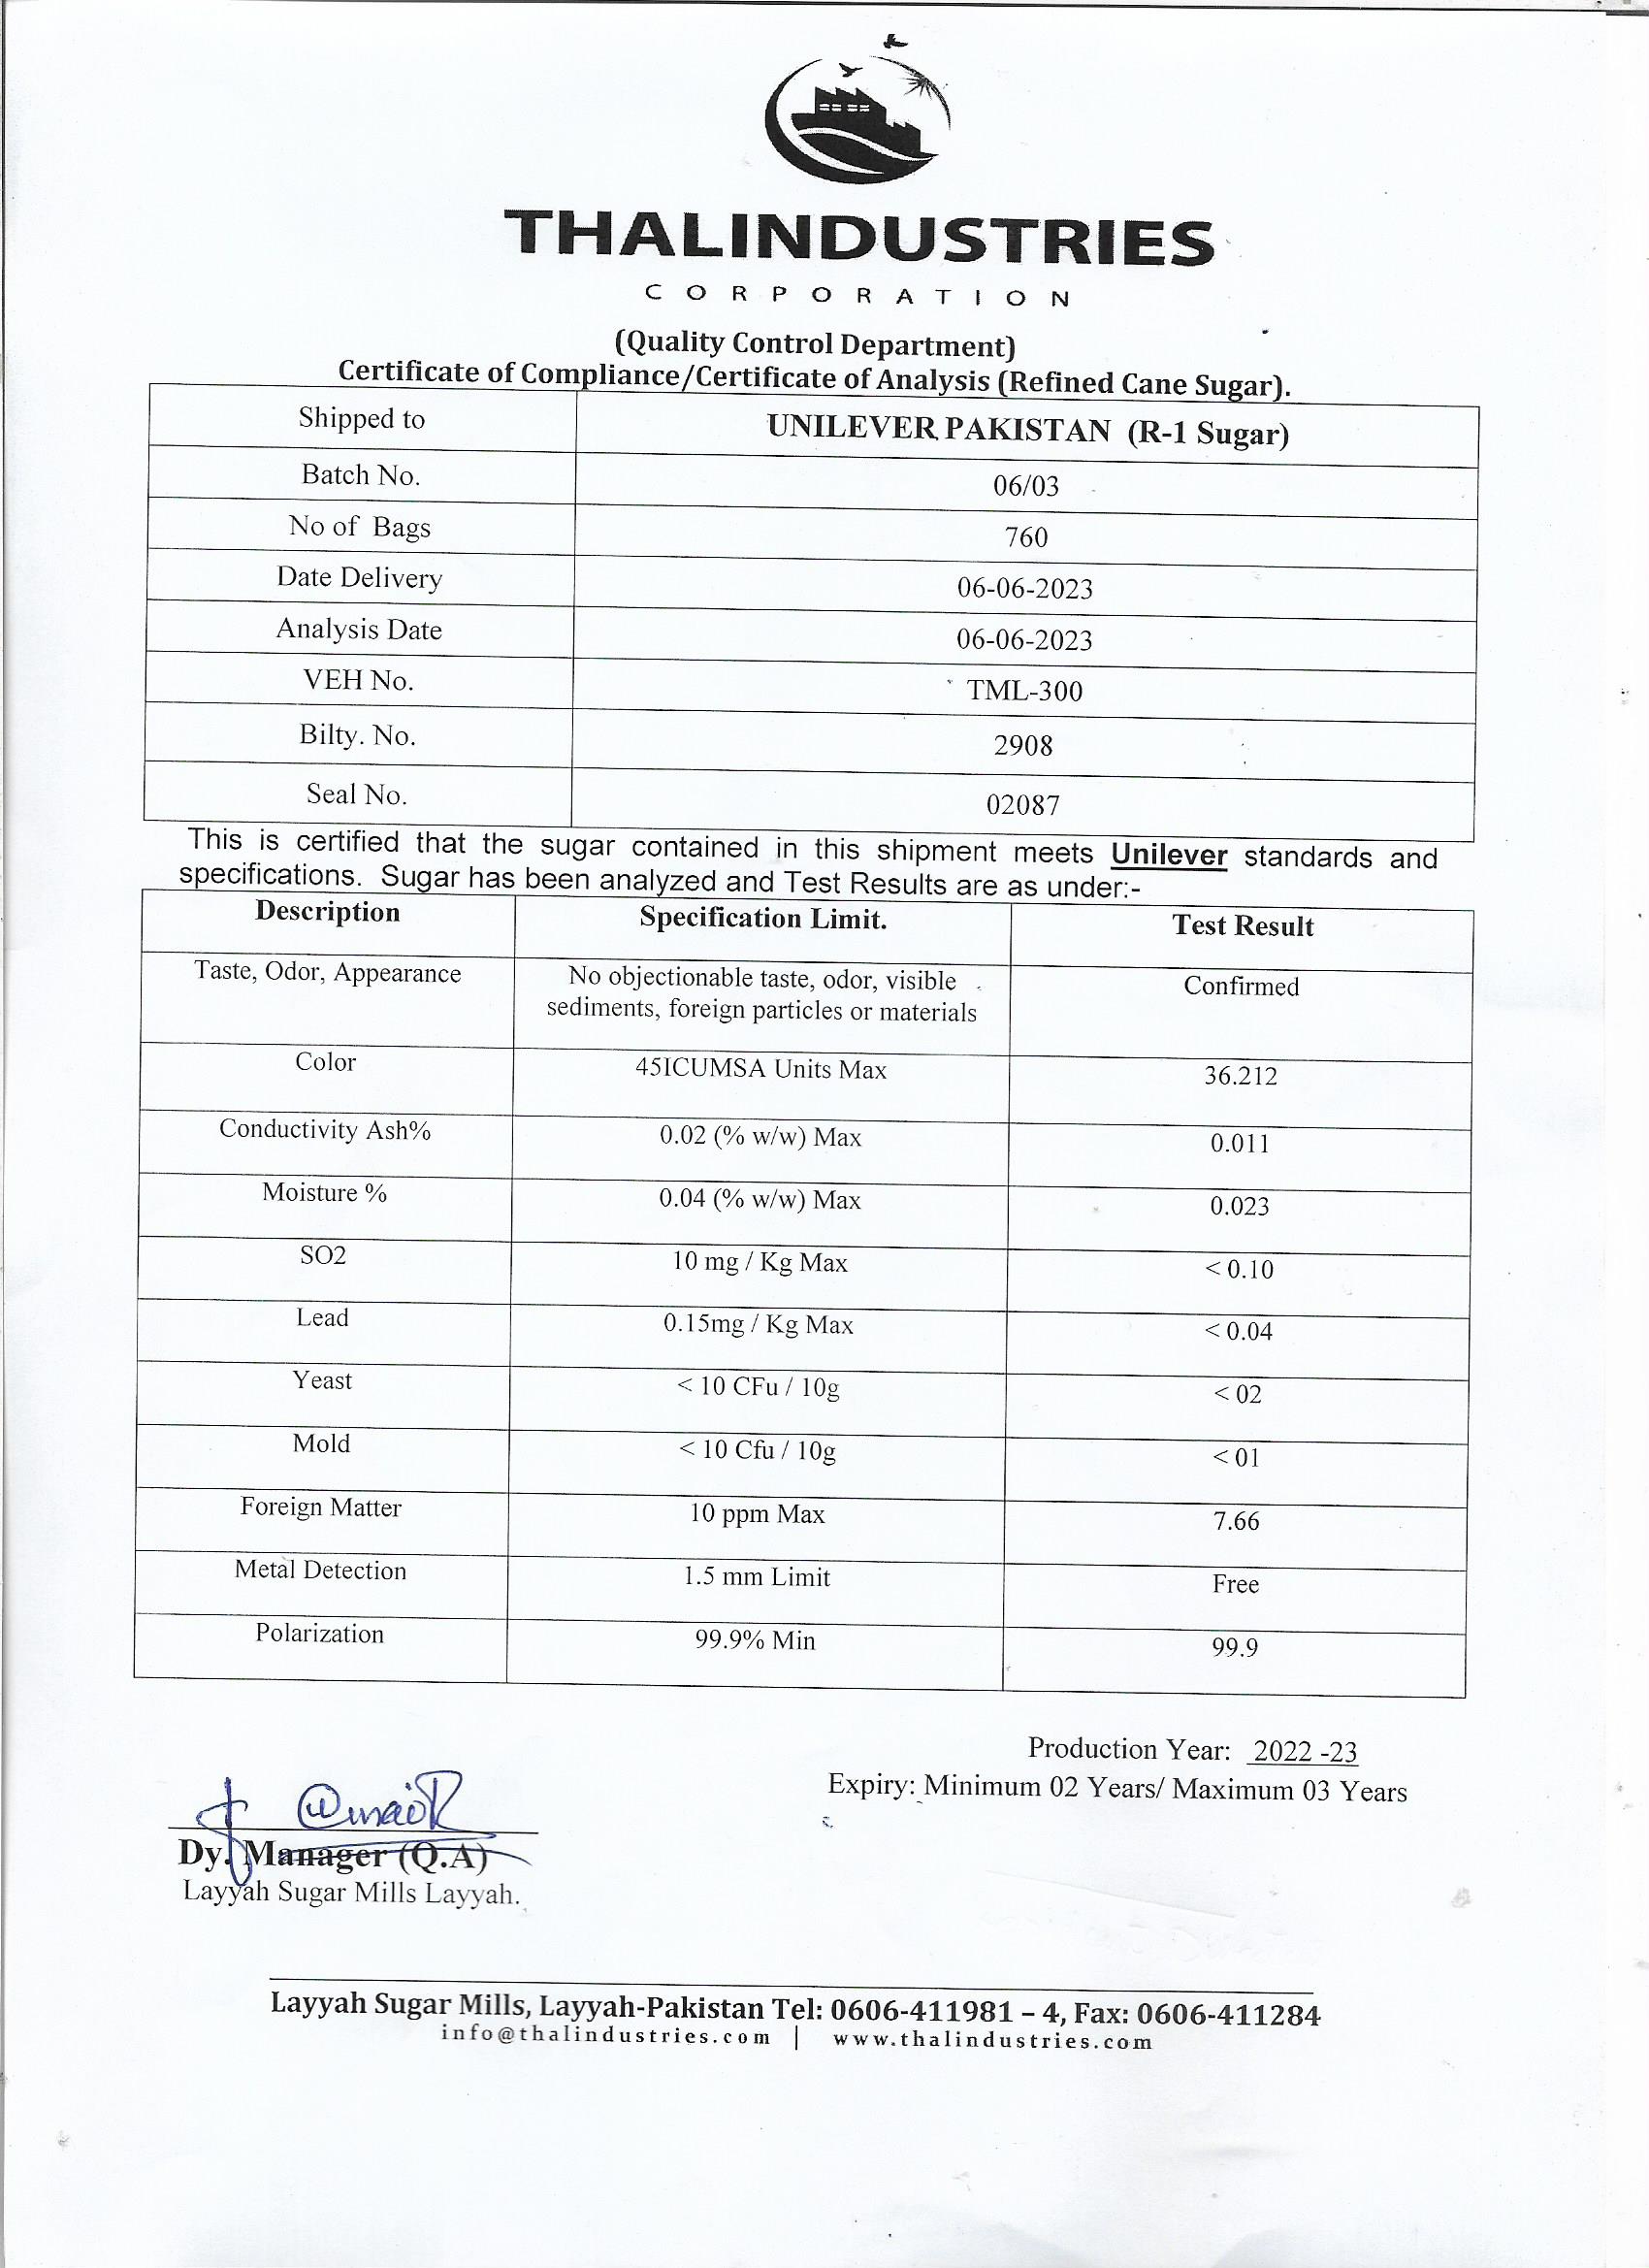 THALINDUSTRIES
CORPORATION
(Quality Control Department)
Certificate of Compliance/Certificate of Analysis (Refined Cane Sugar).
Shipped to UNILEVER PAKISTAN (R-1 Sugar)
Batch No. 06/03
No of Bags 760
Date Delivery 06-06-2023
Analysis Date 06-06-2023
VEH No. TML-300
Bilty. No. 2908
Seal No. 02087
This is certified that the sugar contained in this shipment meets Unilever standards and
specifications. Sugar has been analyzed and Test Results are as under:-
Description Specification Limit. Test Result
Taste, Odor, Appearance No objectionable taste, odor, visible Confirmed
sediments, foreign particles or materials
Color 45ICUMSA Units Max 36.212
Conductivity Ash% 0.02 (% w/w) Max 0.011
Moisture % 0.04 (% w/w) Max 0.023
SO2 10 mg / Kg Max < 0.10
Lead 0.15mg / Kg Max < 0.04
Yeast < 10 CFu / 10g < 02
Mold < 10 Cfu / 10g < 01
Foreign Matter 10 ppm Max 7.66
Metal Detection 1.5 mm Limit Free
Polarization 99.9% Min 99.9
Production Year: 2022 -23
Expiry: Minimum 02 Years/ Maximum 03 Years
Dy. Manager (Q.A)
Layyah Sugar Mills Layyah.
Layyah Sugar Mills, Layyah-Pakistan Tel: 0606-411981 – 4, Fax: 0606-411284
info@thalindustries.com | www.thalindustries.com